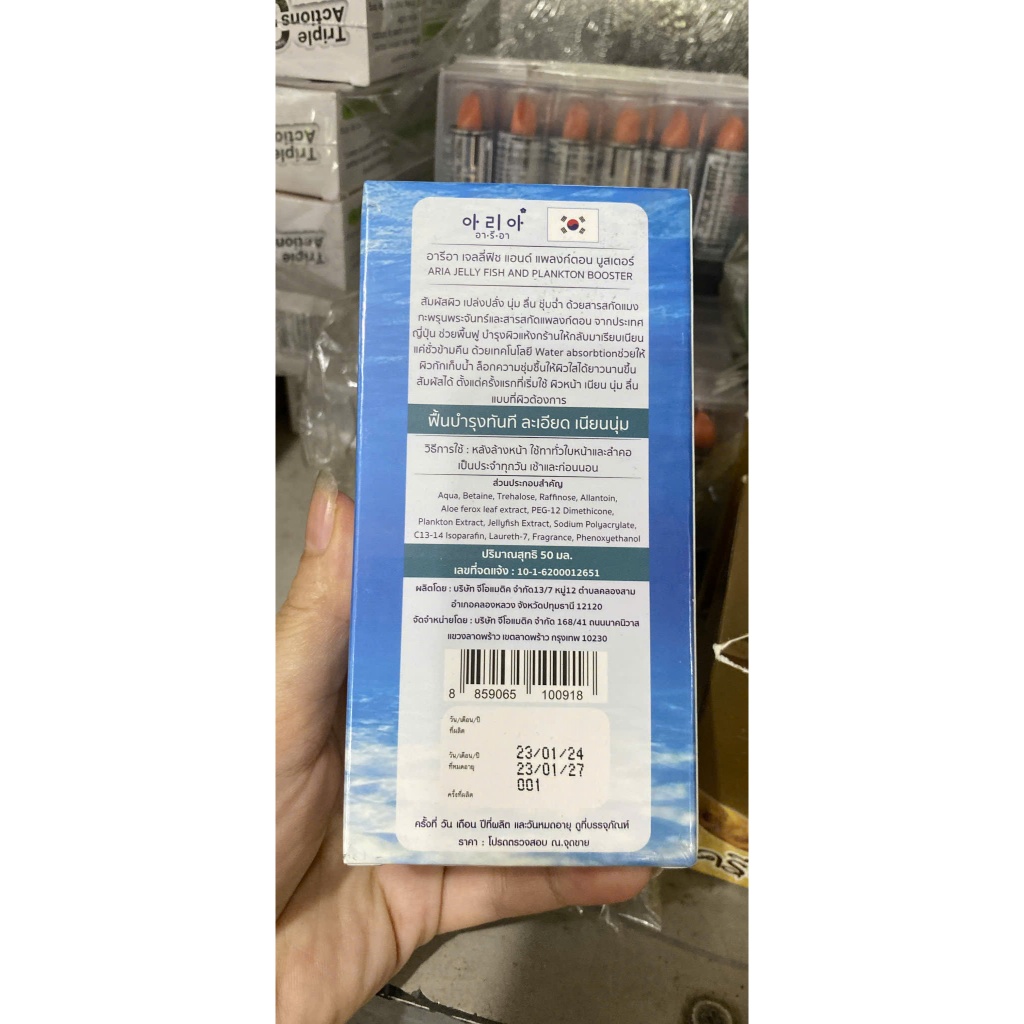 Triple
Actions
Triple
Actions
Triple
Actions
아리아
อา•รี•อา
อารีอา เจลลี่ฟิช แอนด์ แพลงก์ตอน บูสเตอร์
ARIA JELLY FISH AND PLANKTON BOOSTER
สัมผัสผิว เปล่งปลั่ง นุ่ม ลื่น ชุ่มฉ่ำ ด้วยสารสกัดแมง
กะพรุนพระจันทร์และสารสกัดแพลงก์ตอน จากประเทศ
ญี่ปุ่น ช่วยฟื้นฟู บำรุงผิวแห้งกร้านให้กลับมาเรียบเนียน
แค่ชั่วข้ามคืน ด้วยเทคโนโลยี Water absorbtionช่วยให้
ผิวกักเก็บน้ำ ล็อกความชุ่มชื้นให้ผิวใสได้ยาวนานขึ้น
สัมผัสได้ ตั้งแต่ครั้งแรกที่เริ่มใช้ ผิวหน้า เนียน นุ่ม ลื่น
แบบที่ผิวต้องการ
ฟื้นบำรุงทันที ละเอียด เนียนนุ่ม
วิธีการใช้ : หลังล้างหน้า ใช้ทาทั่วใบหน้าและลำคอ
เป็นประจำทุกวัน เช้าและก่อนนอน
ส่วนประกอบสำคัญ
Aqua, Betaine, Trehalose, Raffinose, Allantoin,
Aloe ferox leaf extract, PEG-12 Dimethicone,
Plankton Extract, Jellyfish Extract, Sodium Polyacrylate,
C13-14 Isoparafin, Laureth-7, Fragrance, Phenoxyethanol
ปริมาณสุทธิ 50 มล.
เลขที่จดแจ้ง : 10-1-6200012651
ผลิตโดย : บริษัท จีโอแมติค จำกัด13/7 หมู่12 ตำบลคลองสาม
อำเภอคลองหลวง จังหวัดปทุมธานี 12120
จัดจำหน่ายโดย : บริษัท จีโอแมติค จำกัด 168/41 ถนนนาคนิวาส
แขวงลาดพร้าว เขตลาดพร้าว กรุงเทพ 10230
8 859065 100918
วัน/เดือน/ปี
ที่ผลิต
23/01/24
วัน/เดือน/ปี
ที่หมดอายุ
23/01/27
001
ครั้งที่ผลิต
ครั้งที่ วัน เดือน ปีที่ผลิต และวันหมดอายุ ดูที่บรรจุภัณฑ์
ราคา : โปรดตรวจสอบ ณ.จุดขาย